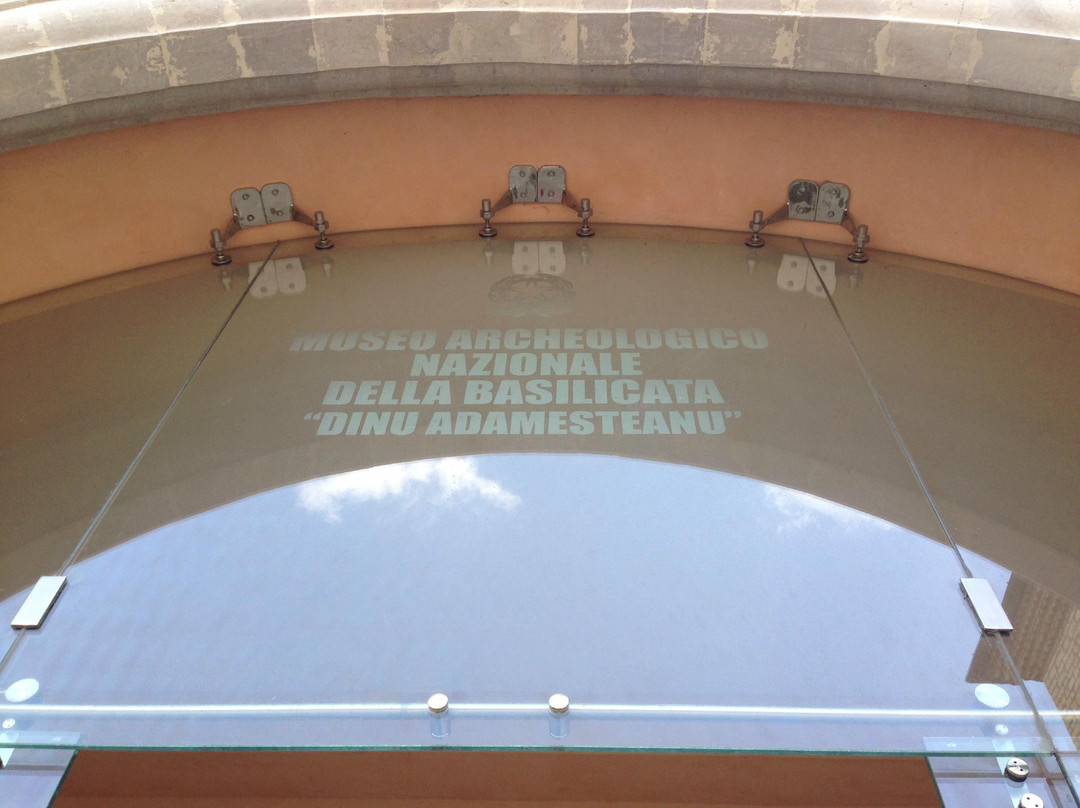 MUSEO ARCHEOLOGICO
NAZIONALE
DELLA BASILICATA
“DINU ADAMESTEANU”